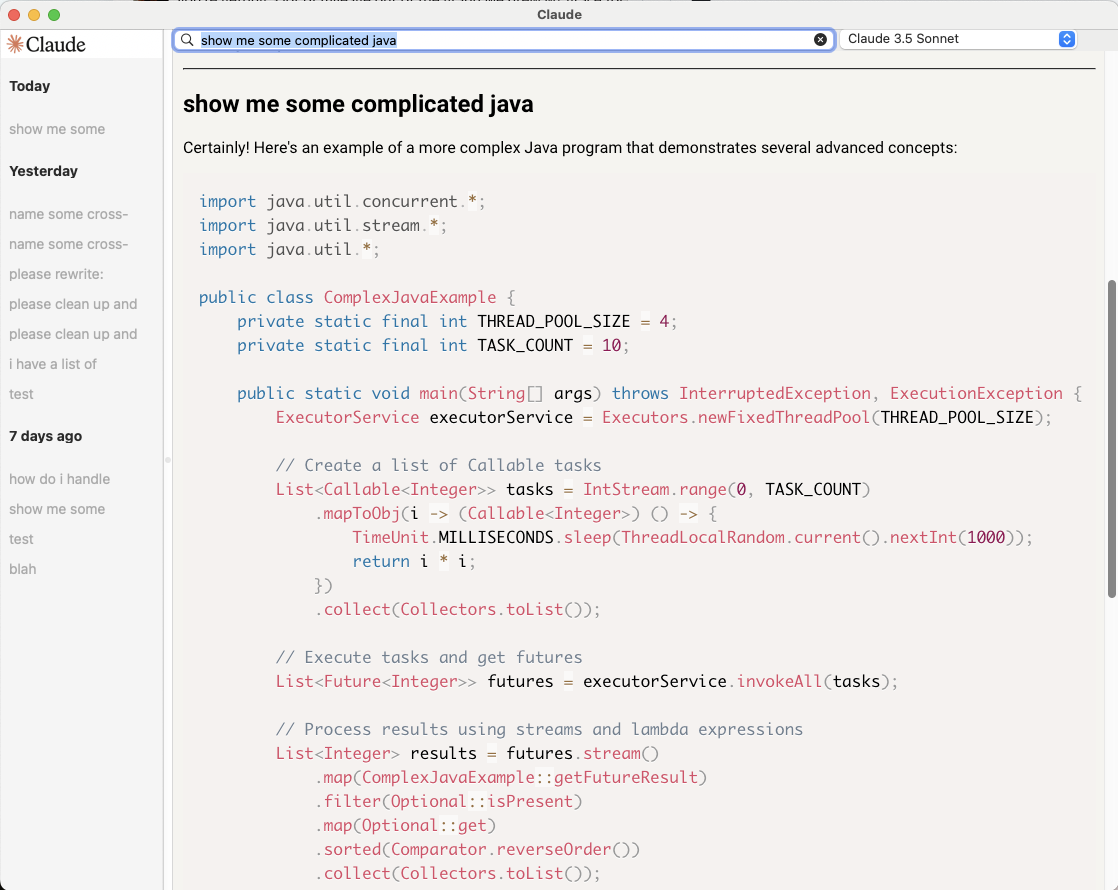 Claude
Claude
show me some complicated java
Claude 3.5 Sonnet
Today
show me some
Yesterday
name some cross-
name some cross-
please rewrite:
please clean up and
please clean up and
i have a list of
test
7 days ago
how do i handle
show me some
test
blah
show me some complicated java
Certainly! Here's an example of a more complex Java program that demonstrates several advanced concepts:
import java.util.concurrent.*;
import java.util.stream.*;
import java.util.*;
public class ComplexJavaExample {
    private static final int THREAD_POOL_SIZE = 4;
    private static final int TASK_COUNT = 10;
    public static void main(String[] args) throws InterruptedException, ExecutionException {
        ExecutorService executorService = Executors.newFixedThreadPool(THREAD_POOL_SIZE);
        // Create a list of Callable tasks
        List<Callable<Integer>> tasks = IntStream.range(0, TASK_COUNT)
            .mapToObj(i -> (Callable<Integer>) () -> {
                TimeUnit.MILLISECONDS.sleep(ThreadLocalRandom.current().nextInt(1000));
                return i * i;
            })
            .collect(Collectors.toList());
        // Execute tasks and get futures
        List<Future<Integer>> futures = executorService.invokeAll(tasks);
        // Process results using streams and lambda expressions
        List<Integer> results = futures.stream()
            .map(ComplexJavaExample::getFutureResult)
            .filter(Optional::isPresent)
            .map(Optional::get)
            .sorted(Comparator.reverseOrder())
            .collect(Collectors.toList());